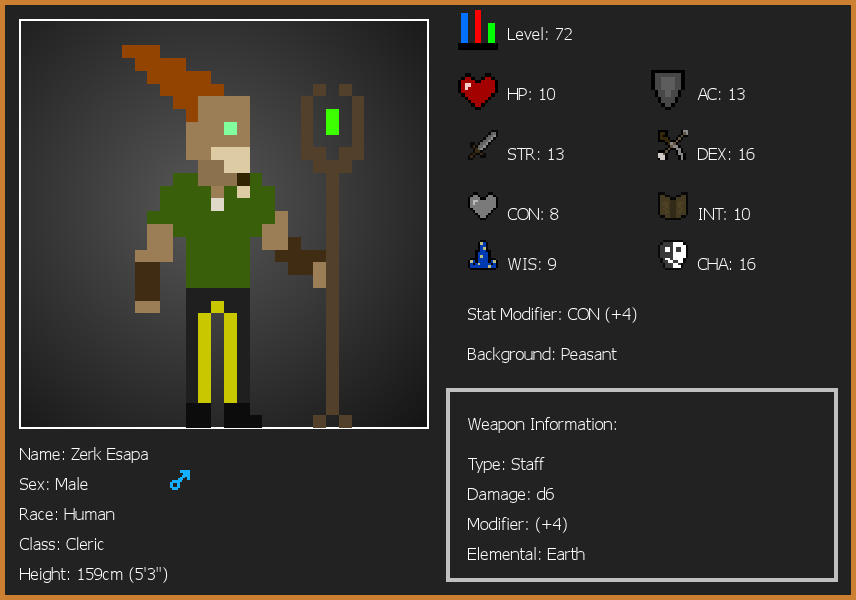 Level: 72
HP: 10
AC: 13
STR: 13
DEX: 16
CON: 8
INT: 10
WIS: 9
CHA: 16
Stat Modifier: CON (+4)
Background: Peasant
Weapon Information:
Type: Staff
Damage: d6
Modifier: (+4)
Elemental: Earth
Name: Zerk Esapa
Sex: Male
Race: Human
Class: Cleric
Height: 159cm (5'3")